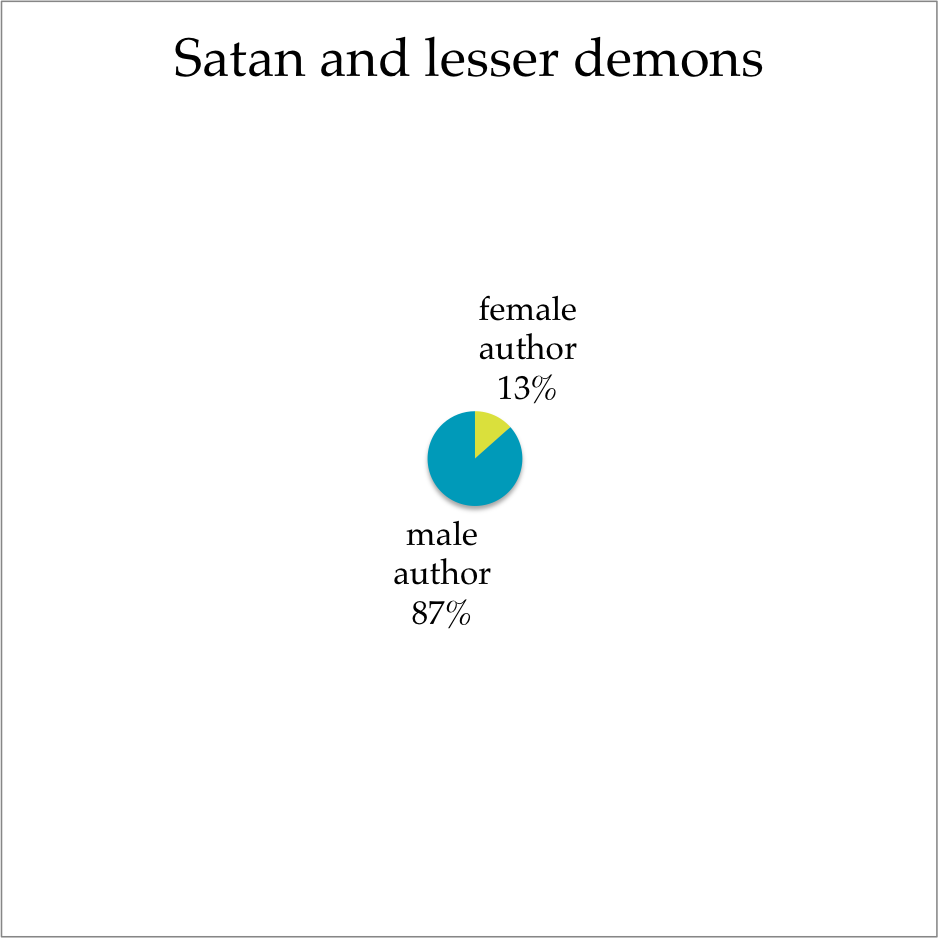 Satan and lesser demons
female
author
13%
male
author
87%